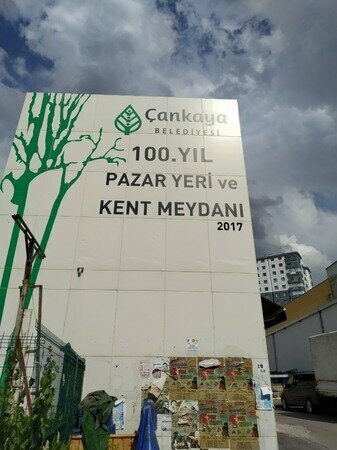 Çankaya
BELEDİYESİ
100.YIL
PAZAR YERİ ve
KENT MEYDANI
2017